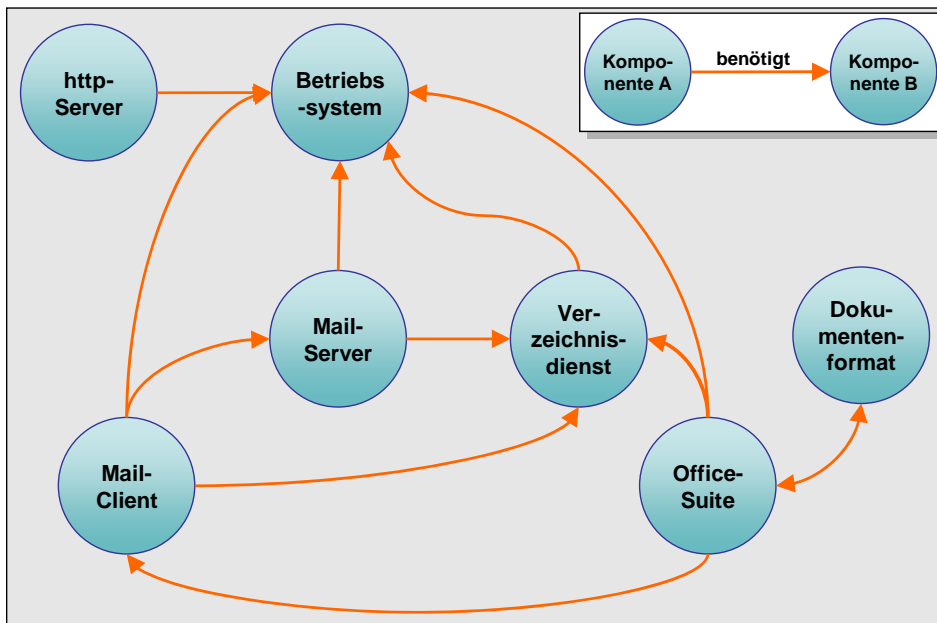 http-
Server
Betriebs
-system
Kompo-
nente A
benötigt
Kompo-
nente B
Mail-
Server
Ver-
zeichnis-
dienst
Doku-
menten-
format
Mail-
Client
Office-
Suite